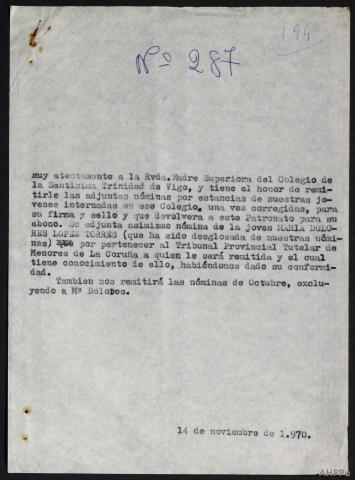 194
Nº 287
muy atentamente a la Rvda. Madre Superiora del Colegio de
la Santisima Trinidad de Vigo, y tiene el honor de remi-
tirle las adjuntas nóminas por estancias de nuestras jo-
venes internadas en ese Colegio, una vez corregidas, para
su firma y sello y que devolvera a este Patronato para su
abono. Se adjunta asimismo nómina de la joven MARIA DOLO-
RES LOPEZ TORRES (que ha sido desglosada de nuestras nómi-
nas) por pertenecer al Tribunal Provincial Tutelar de
Menores de La Coruña a quien le será remitida y el cual
tiene conocimiento de ello, habiéndonos dado su conformi-
dad.
Tambien nos remitirá las nóminas de Octubre, exclu-
yendo a Mª Dolores.
14 de noviembre de 1.970.